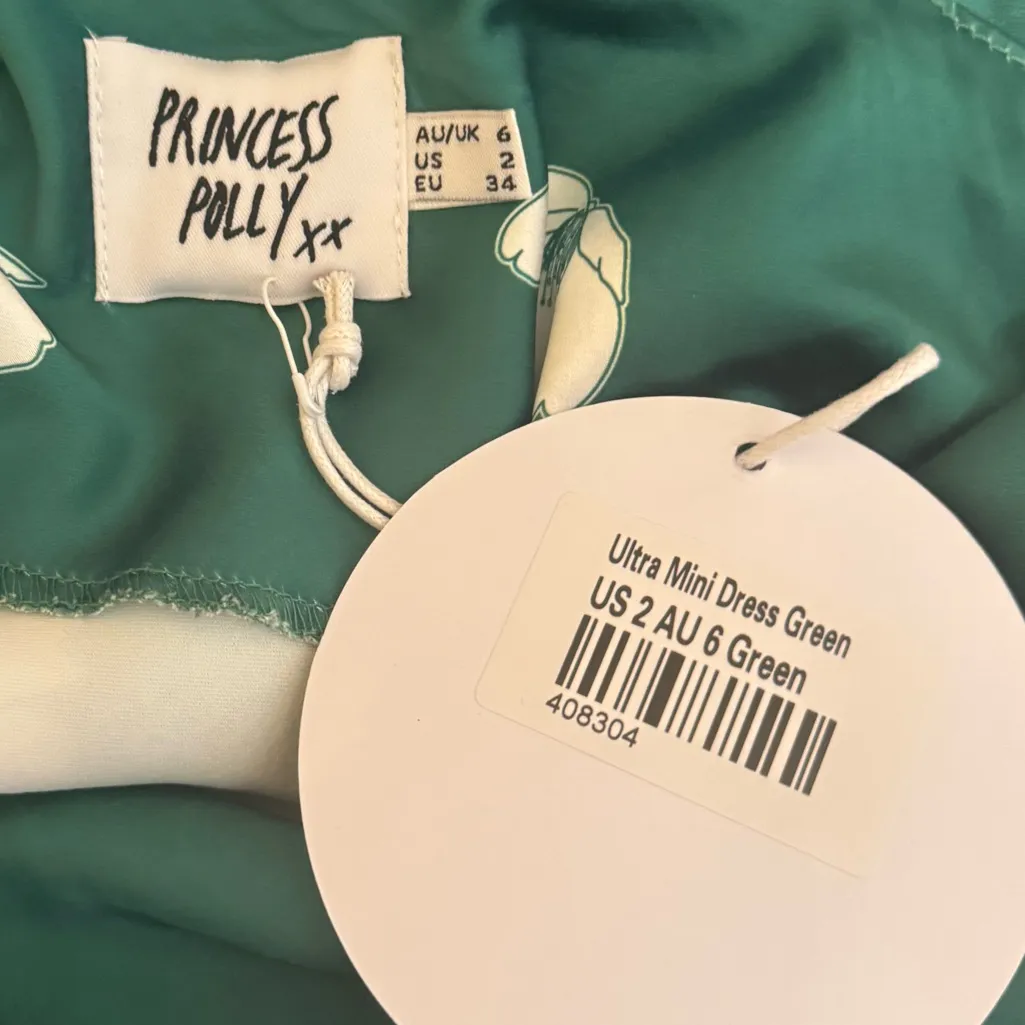 PRINCESS
POLLY xx
AU/UK 6
US 2
EU 34
Ultra Mini Dress Green
US 2 AU 6 Green
408304